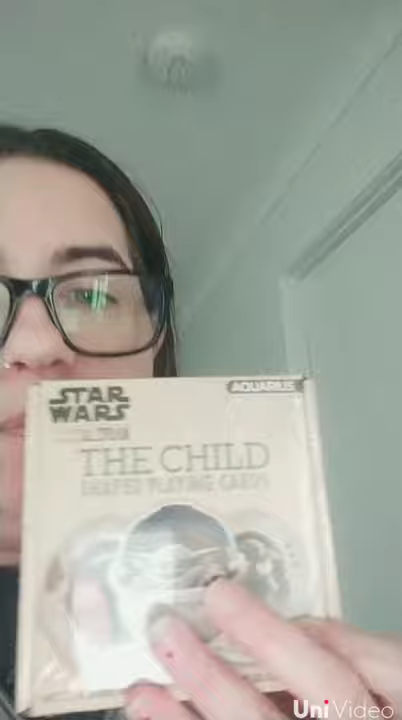 STAR
WARS
AQUARIUS
THE CHILD
SHAPED PLAYING CARDS
UniVideo